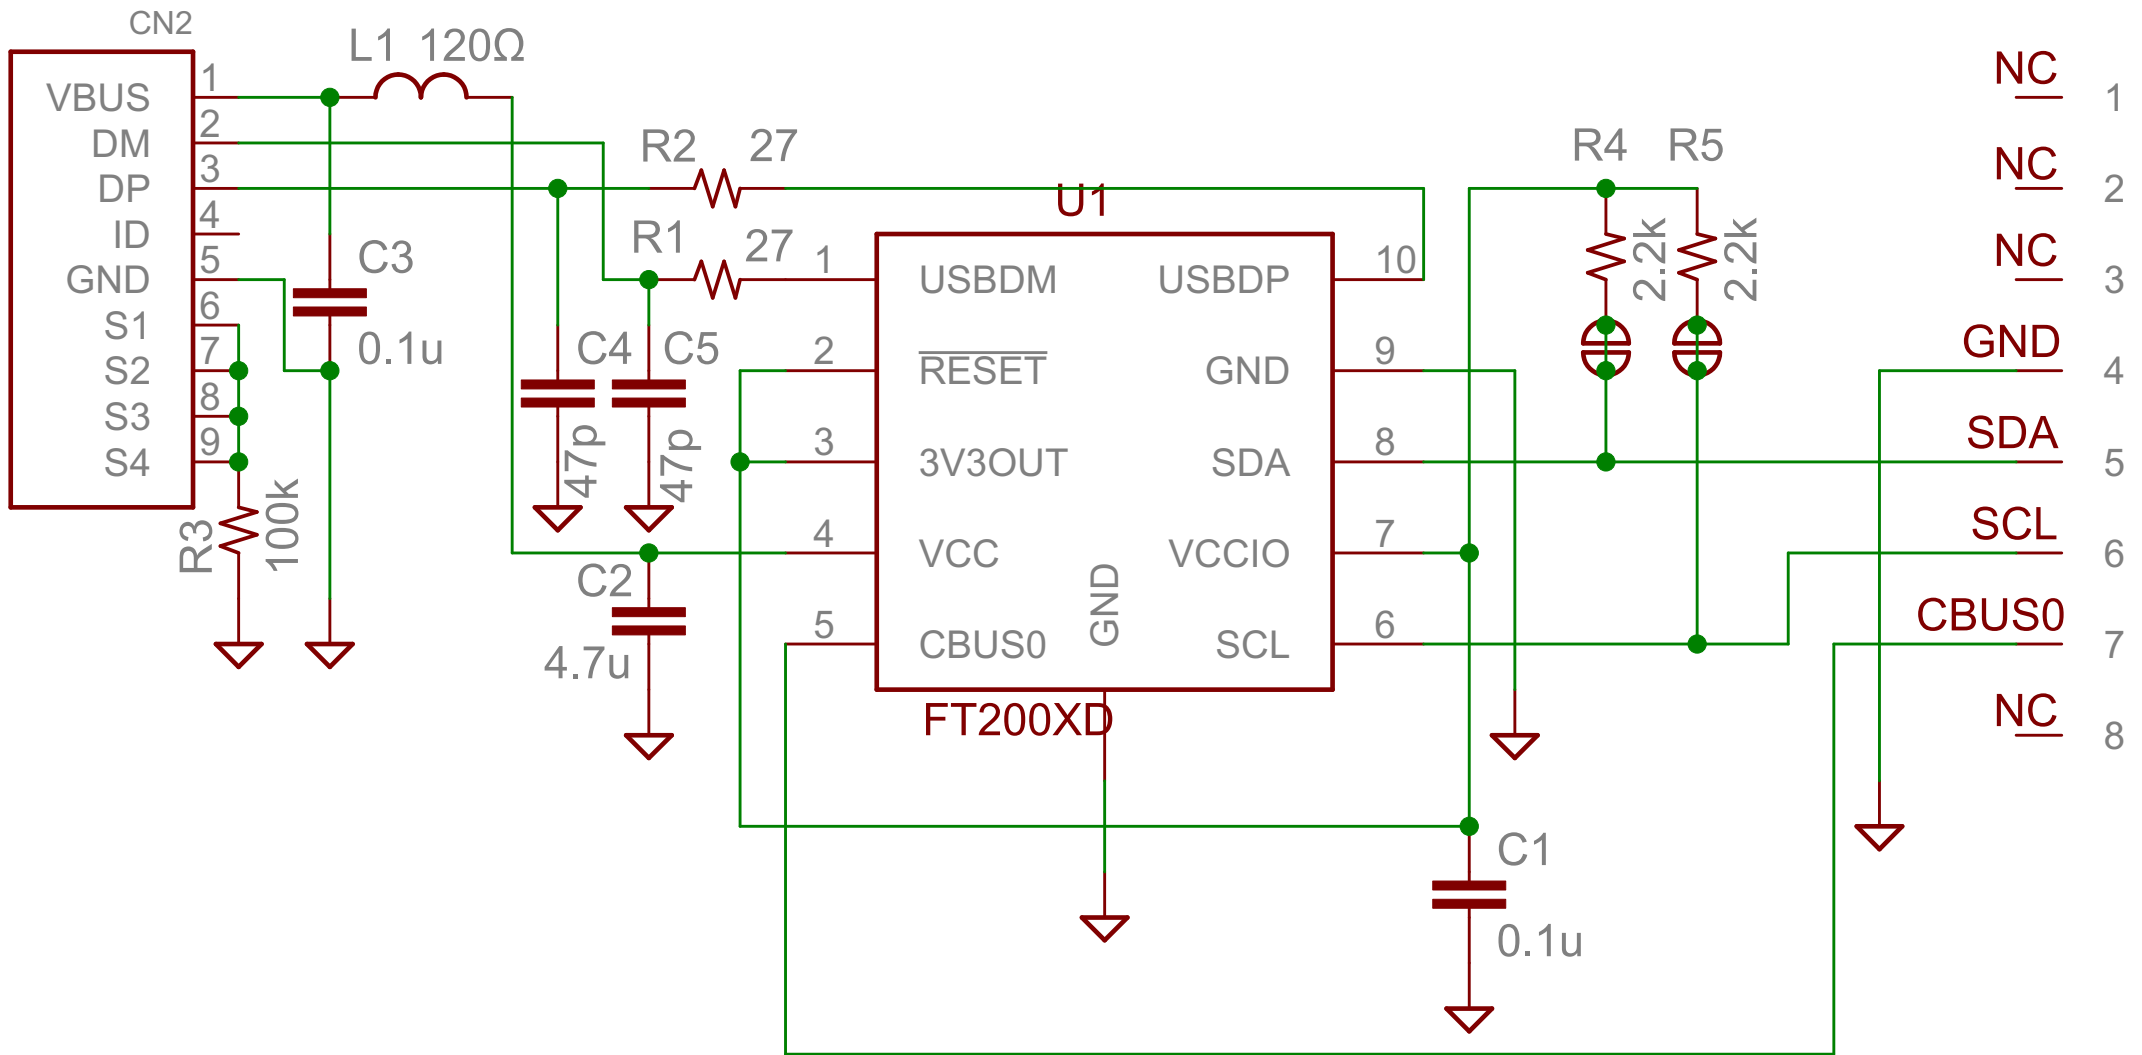 CN2
VBUS 1
DM 2
DP 3
ID 4
GND 5
S1 6
S2 7
S3 8
S4 9
L1 120Ω
C3
0.1u
R3
100k
R2 27
R1 27
C4
47p
C5
47p
C2
4.7u
U1
1 USBDM
2 RESET
3 3V3OUT
4 VCC
5 CBUS0
USBDP 10
GND 9
SDA 8
VCCIO 7
SCL 6
GND
FT200XD
R4
2.2k
R5
2.2k
C1
0.1u
NC 1
NC 2
NC 3
GND 4
SDA 5
SCL 6
CBUS0 7
NC 8